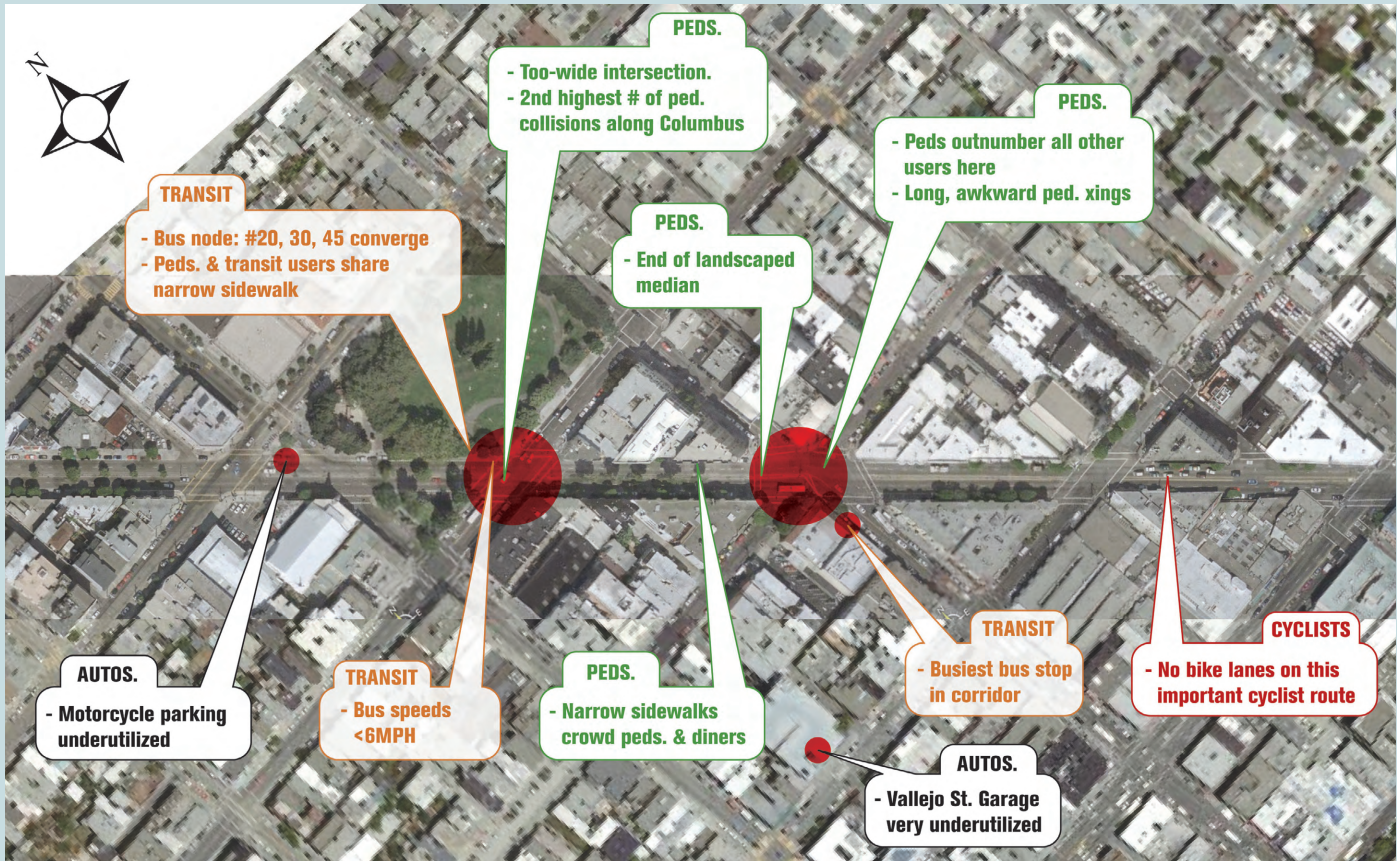 N
PEDS.
- Too-wide intersection.
- 2nd highest # of ped.
collisions along Columbus
PEDS.
- Peds outnumber all other
users here
- Long, awkward ped. xings
TRANSIT
- Bus node: #20, 30, 45 converge
- Peds. & transit users share
narrow sidewalk
PEDS.
- End of landscaped
median
AUTOS.
- Motorcycle parking
underutilized
TRANSIT
- Bus speeds
<6MPH
PEDS.
- Narrow sidewalks
crowd peds. & diners
TRANSIT
- Busiest bus stop
in corridor
CYCLISTS
- No bike lanes on this
important cyclist route
AUTOS.
- Vallejo St. Garage
very underutilized